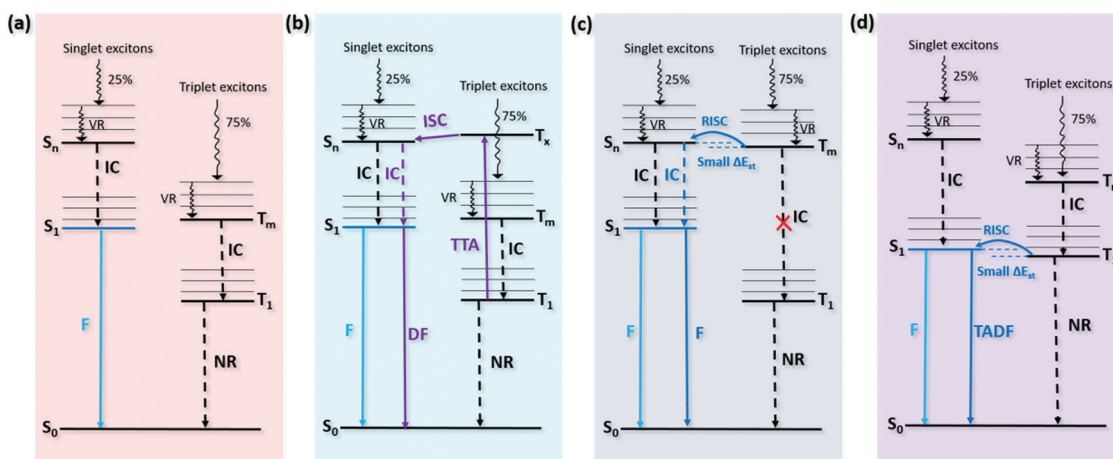 (a)
Singlet excitons
25%
Triplet excitons
75%
VR
Sn
IC
VR
Tm
S1
IC
T1
F
NR
S0
(b)
Singlet excitons
25%
Triplet excitons
75%
VR
ISC
Tx
Sn
IC
IC
VR
Tm
S1
TTA
IC
T1
F
DF
NR
S0
(c)
Singlet excitons
25%
Triplet excitons
75%
VR
RISC
VR
Sn
Tm
Small ΔEst
IC
IC
IC
S1
T1
F
F
NR
S0
(d)
Singlet excitons
25%
Triplet excitons
75%
VR
Sn
VR
IC
IC
RISC
S1
Small ΔEst
F
TADF
NR
S0